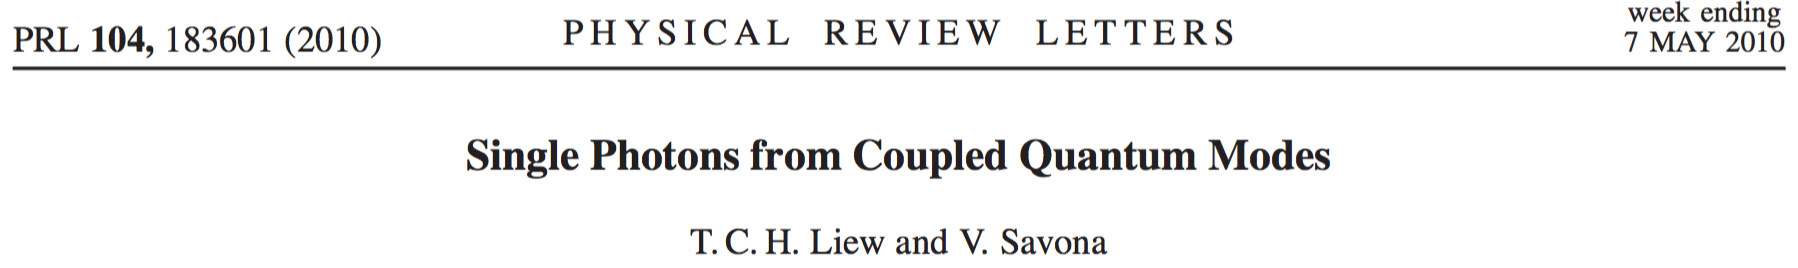 PRL 104, 183601 (2010)
PHYSICAL REVIEW LETTERS
week ending
7 MAY 2010
Single Photons from Coupled Quantum Modes
T. C. H. Liew and V. Savona